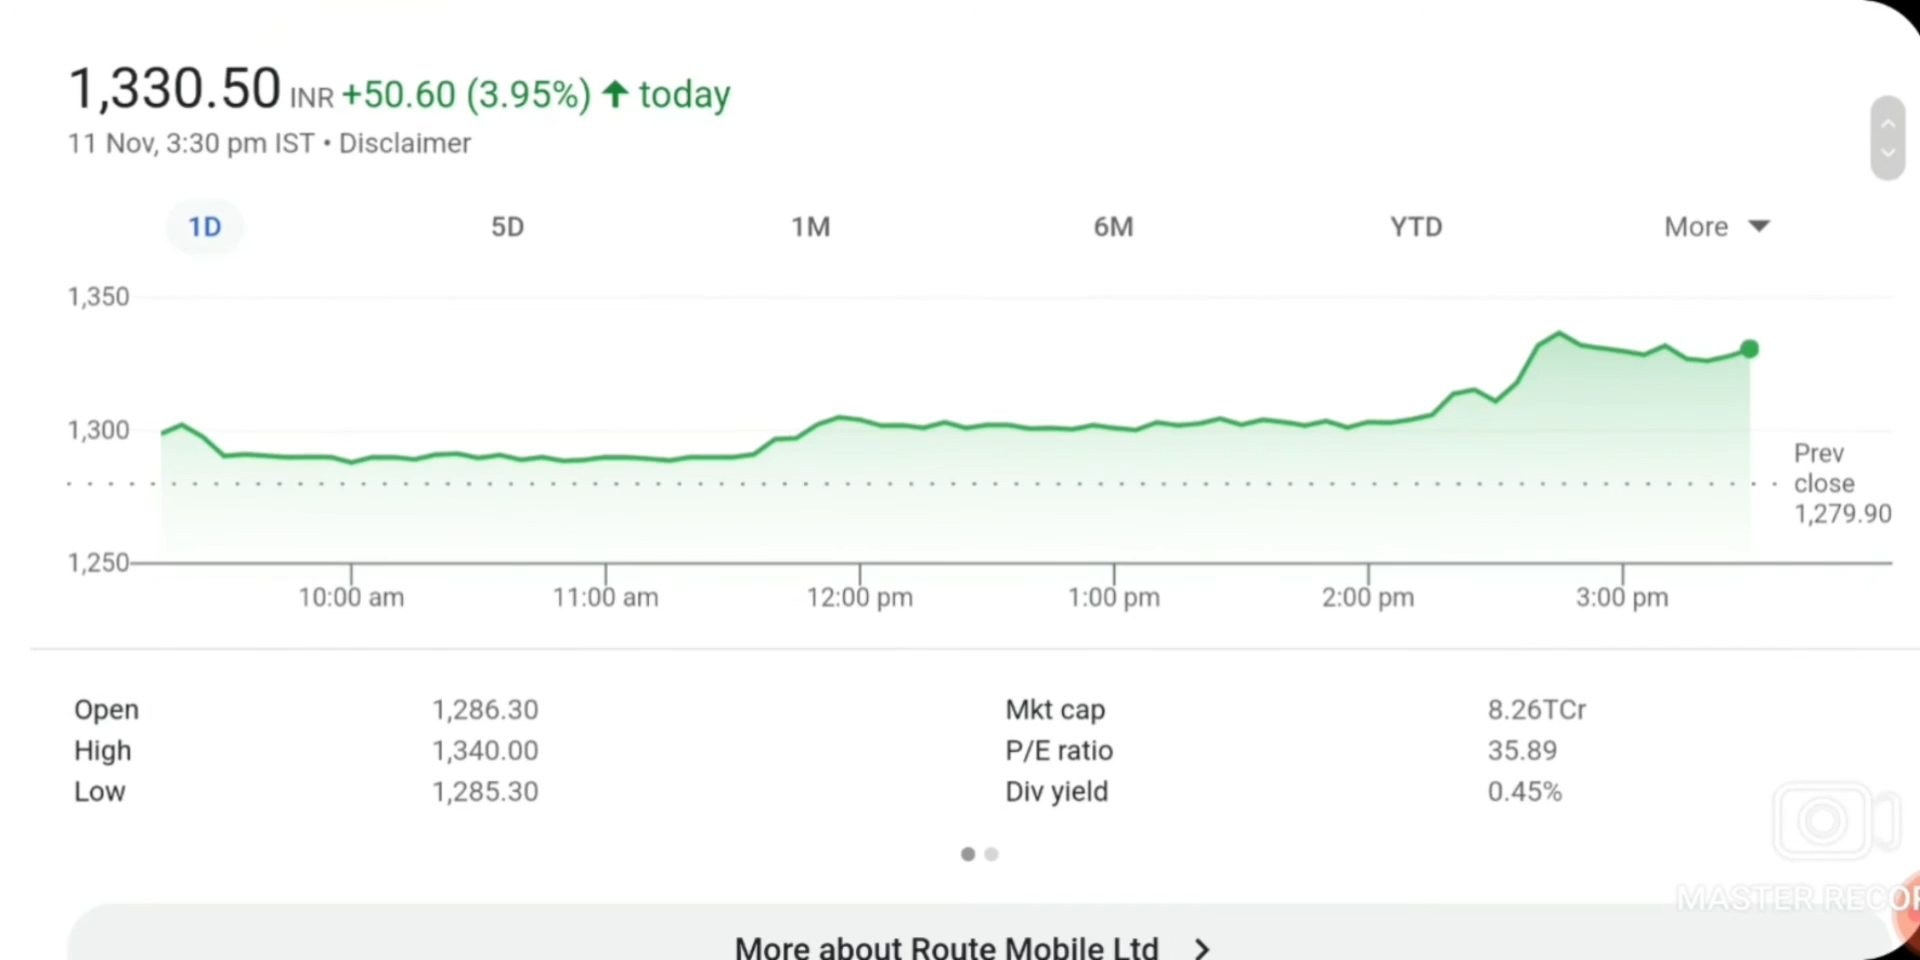 1,330.50 INR +50.60 (3.95%) ↑ today
11 Nov, 3:30 pm IST • Disclaimer
1D 5D 1M 6M YTD More
1,350
1,300
1,250
Prev
close
1,279.90
10:00 am 11:00 am 12:00 pm 1:00 pm 2:00 pm 3:00 pm
Open 1,286.30 Mkt cap 8.26TCr
High 1,340.00 P/E ratio 35.89
Low 1,285.30 Div yield 0.45%
MASTER RECOR
More about Route Mobile Ltd